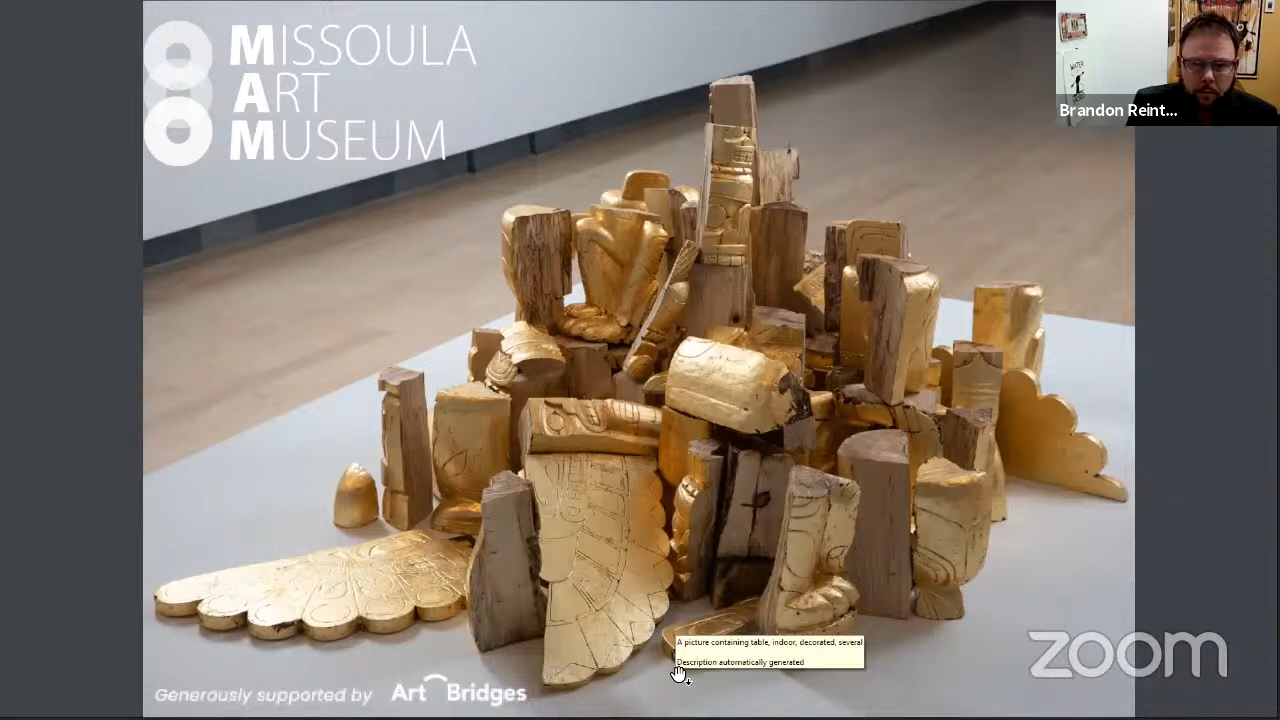 MISSOULA
ART
MUSEUM
Brandon Reint...
WATER
A picture containing table, indoor, decorated, several
Description automatically generated
Generously supported by Art Bridges
zoom